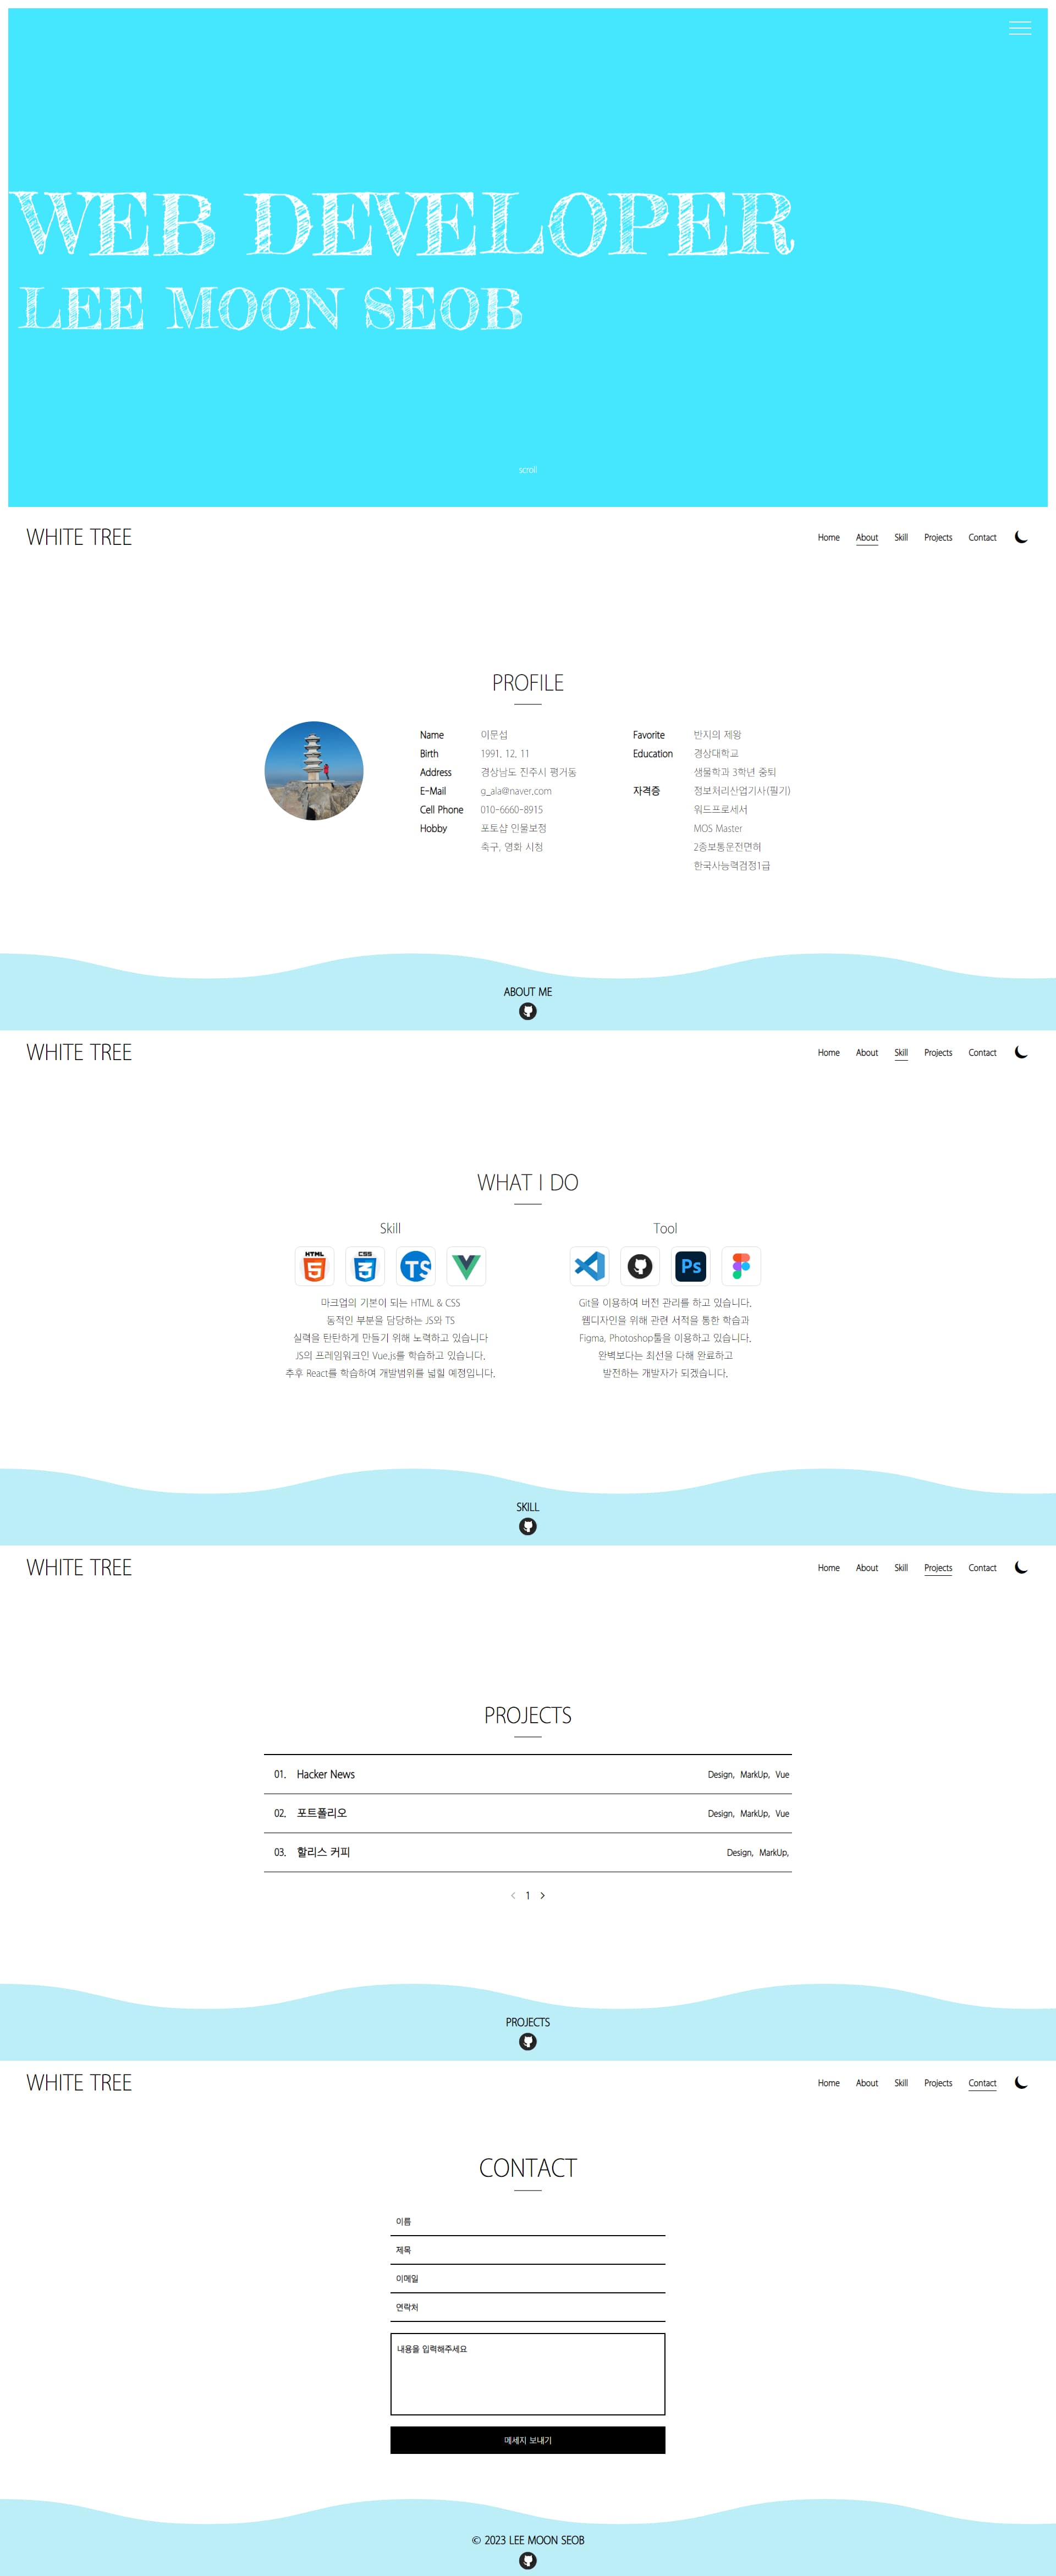 WEB DEVELOPER
LEE MOON SEOB
scroll
WHITE TREE
Home About Skill Projects Contact
PROFILE
Name 이문섭
Birth 1991. 12. 11
Address 경상남도 진주시 평거동
E-Mail g_ala@naver.com
Cell Phone 010-6660-8915
Hobby 포토샵 인물보정
축구, 영화 시청
Favorite 반지의 제왕
Education 경상대학교
생물학과 3학년 중퇴
자격증 정보처리산업기사(필기)
워드프로세서
MOS Master
2종보통운전면허
한국사능력검정1급
ABOUT ME
WHITE TREE
Home About Skill Projects Contact
WHAT I DO
Skill
HTML
5
CSS
3
TS
마크업의 기본이 되는 HTML & CSS
동적인 부분을 담당하는 JS와 TS
실력을 탄탄하게 만들기 위해 노력하고 있습니다
JS의 프레임워크인 Vue.js를 학습하고 있습니다.
추후 React를 학습하여 개발범위를 넓힐 예정입니다.
Tool
Ps
Git을 이용하여 버전 관리를 하고 있습니다.
웹디자인을 위해 관련 서적을 통한 학습과
Figma, Photoshop툴을 이용하고 있습니다.
완벽보다는 최선을 다해 완료하고
발전하는 개발자가 되겠습니다.
SKILL
WHITE TREE
Home About Skill Projects Contact
PROJECTS
01. Hacker News Design, MarkUp, Vue
02. 포트폴리오 Design, MarkUp, Vue
03. 할리스 커피 Design, MarkUp,
< 1 >
PROJECTS
WHITE TREE
Home About Skill Projects Contact
CONTACT
이름
제목
이메일
연락처
내용을 입력해주세요
메세지 보내기
© 2023 LEE MOON SEOB